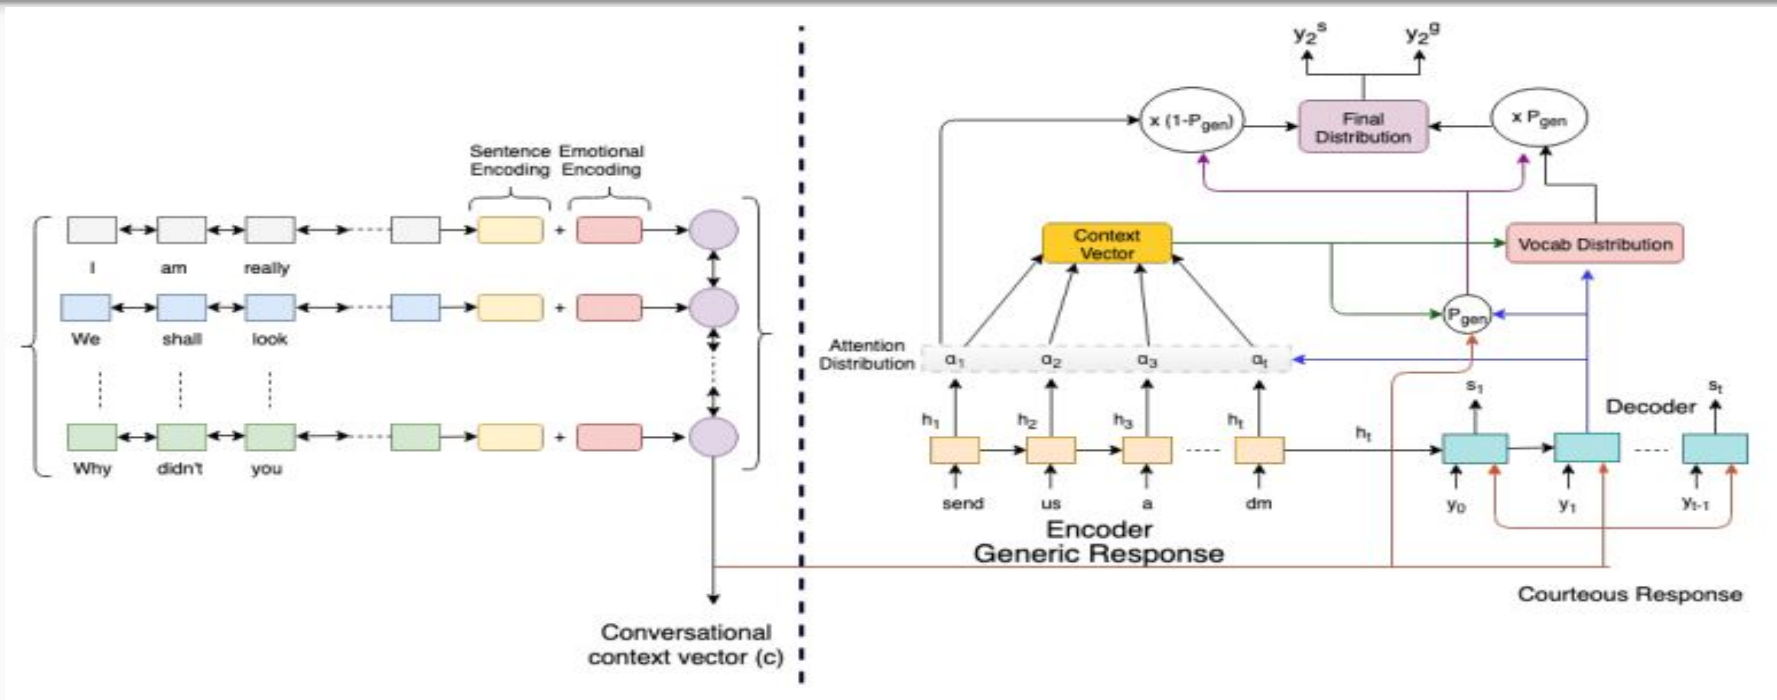 Sentence Encoding
Emotional Encoding
+
I am really
+
We shall look
+
Why didn't you
Conversational
context vector (c)
y₂ˢ y₂ᵍ
x (1-Pgen)
Final
Distribution
x Pgen
Context
Vector
Vocab Distribution
Pgen
Attention
Distribution
α₁ α₂ α₃ αt
h₁ h₂ h₃ ht
ht
s₁ st
Decoder
send us a dm
y₀ y₁ yt-1
Encoder
Generic Response
Courteous Response